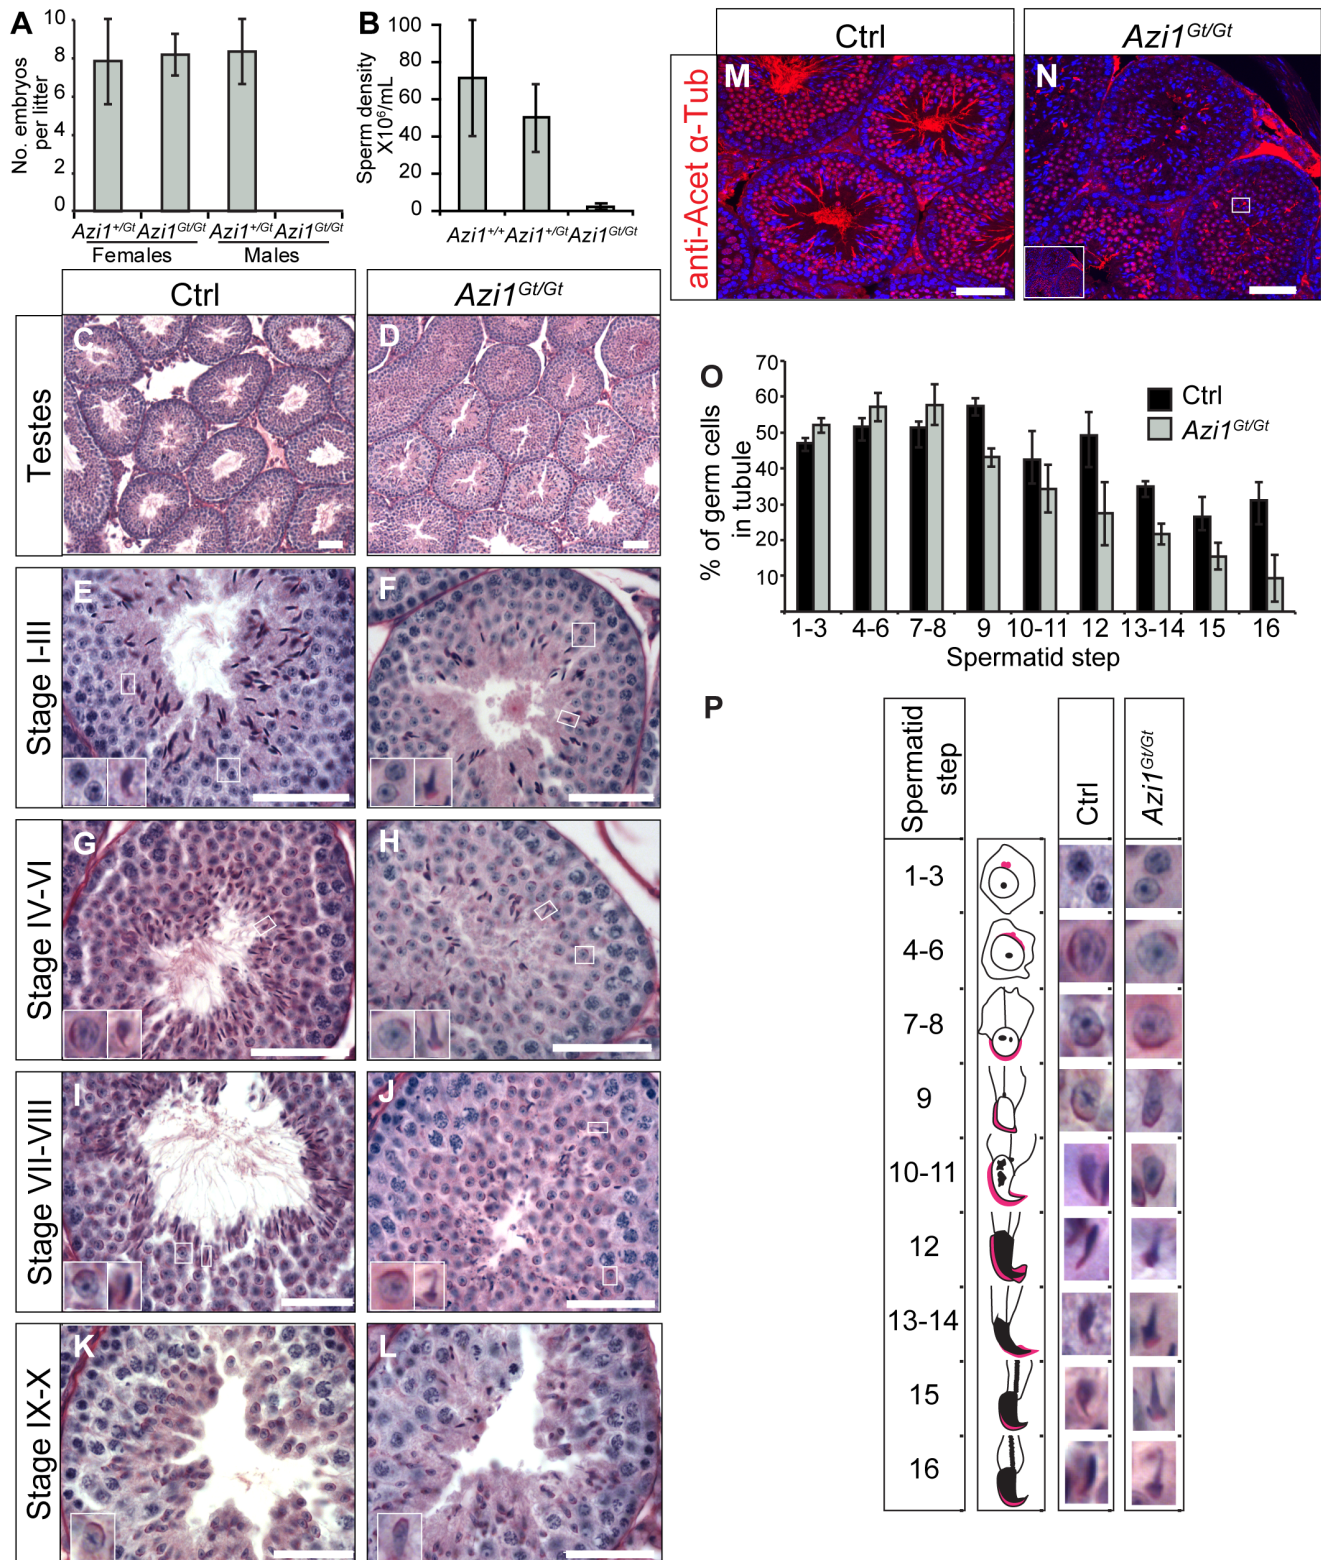 A
No. embryos
per litter
10
8
6
4
2
0
Azi1+/Gt Azi1Gt/Gt Azi1+/Gt Azi1Gt/Gt
Females Males
B
Sperm density
X10⁶/mL
100
80
60
40
20
0
Azi1+/+ Azi1+/Gt Azi1Gt/Gt
Ctrl Azi1Gt/Gt
Testes
C D
Stage I-III
E F
Stage IV-VI
G H
Stage VII-VIII
I J
Stage IX-X
K L
Ctrl Azi1Gt/Gt
anti-Acet α-Tub
M N
O
% of germ cells
in tubule
70
60
50
40
30
20
10
Ctrl
Azi1Gt/Gt
1-3 4-6 7-8 9 10-11 12 13-14 15 16
Spermatid step
P
Spermatid
step
Ctrl
Azi1Gt/Gt
1-3
4-6
7-8
9
10-11
12
13-14
15
16